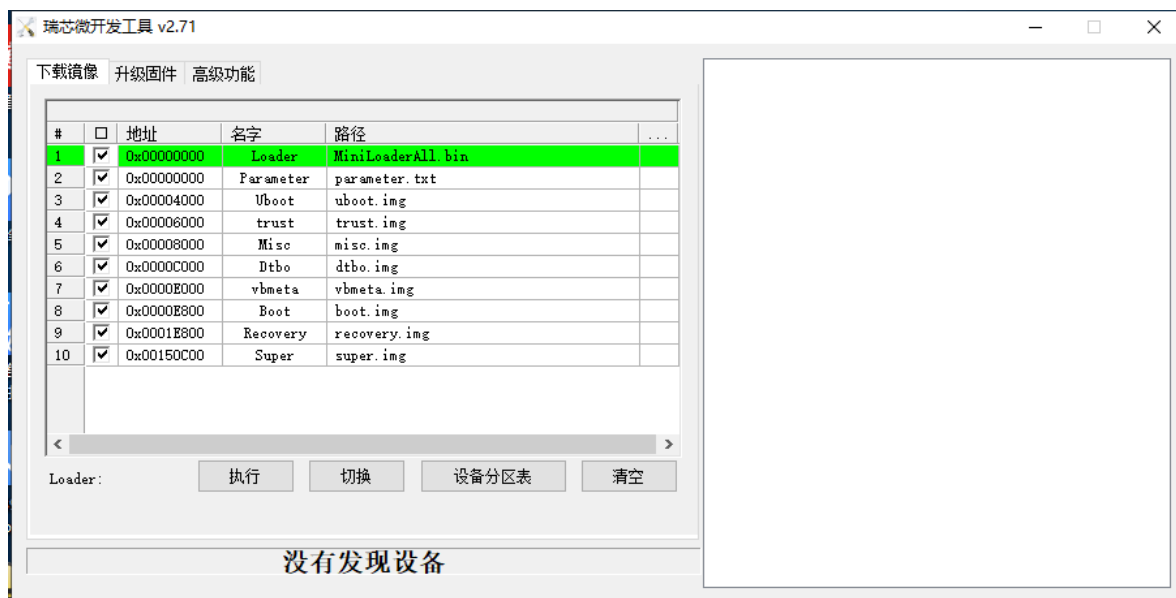 瑞芯微开发工具 v2.71
下载镜像 升级固件 高级功能
# 地址 名字 路径 ...
1 0x00000000 Loader MiniLoaderAll.bin
2 0x00000000 Parameter parameter.txt
3 0x00004000 Uboot uboot.img
4 0x00006000 trust trust.img
5 0x00008000 Misc misc.img
6 0x0000C000 Dtbo dtbo.img
7 0x0000E000 vbmeta vbmeta.img
8 0x0000E800 Boot boot.img
9 0x0001E800 Recovery recovery.img
10 0x00150C00 Super super.img
Loader: 执行 切换 设备分区表 清空
没有发现设备